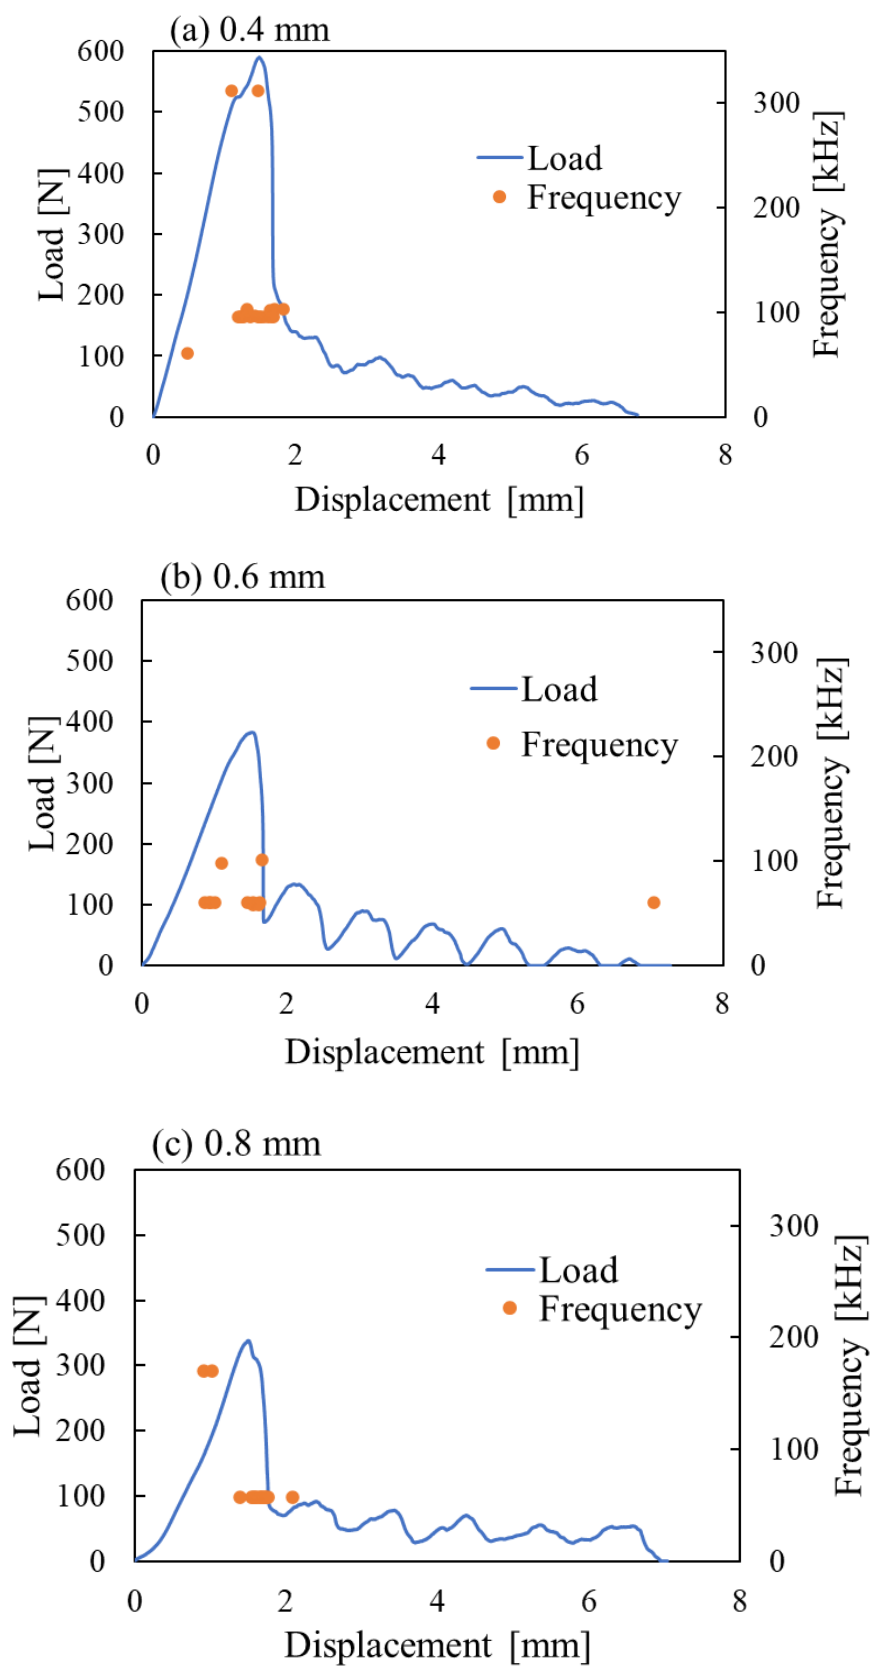 (a) 0.4 mm
600
500
400
300
200
100
0
300
200
100
0
Load [N]
Frequency [kHz]
Load
Frequency
0 2 4 6 8
Displacement [mm]
(b) 0.6 mm
600
500
400
300
200
100
0
300
200
100
0
Load [N]
Frequency [kHz]
Load
Frequency
0 2 4 6 8
Displacement [mm]
(c) 0.8 mm
600
500
400
300
200
100
0
300
200
100
0
Load [N]
Frequency [kHz]
Load
Frequency
0 2 4 6 8
Displacement [mm]